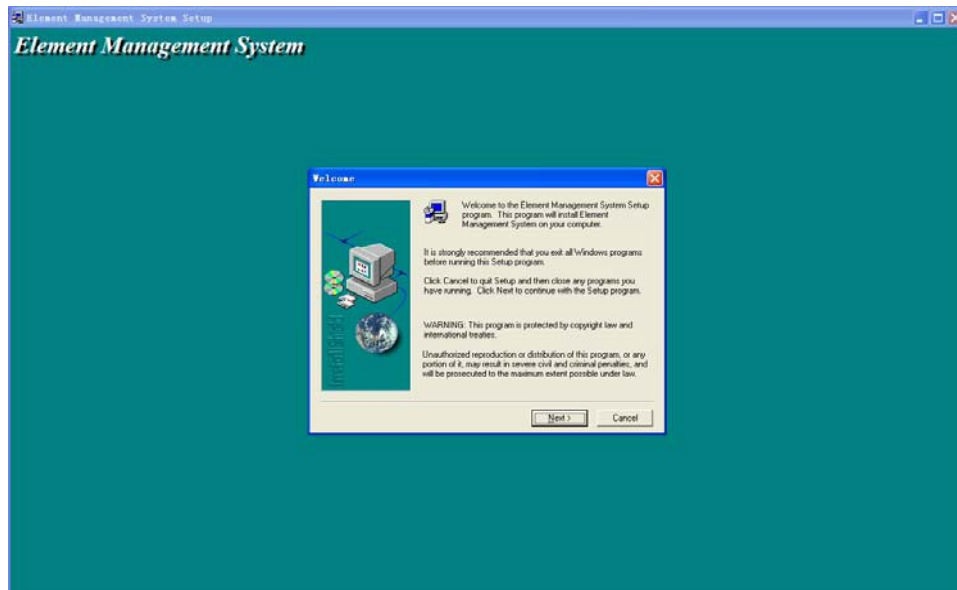 Element Management System Setup
Element Management System
Welcome
Welcome to the Element Management System Setup
program. This program will install Element
Management System on your computer.
It is strongly recommended that you exit all Windows programs
before running this Setup program.
Click Cancel to quit Setup and then close any programs you
have running. Click Next to continue with the Setup program.
WARNING: This program is protected by copyright law and
international treaties.
Unauthorized reproduction or distribution of this program, or any
portion of it, may result in severe civil and criminal penalties, and
will be prosecuted to the maximum extent possible under law.
InstallShield
Next >
Cancel